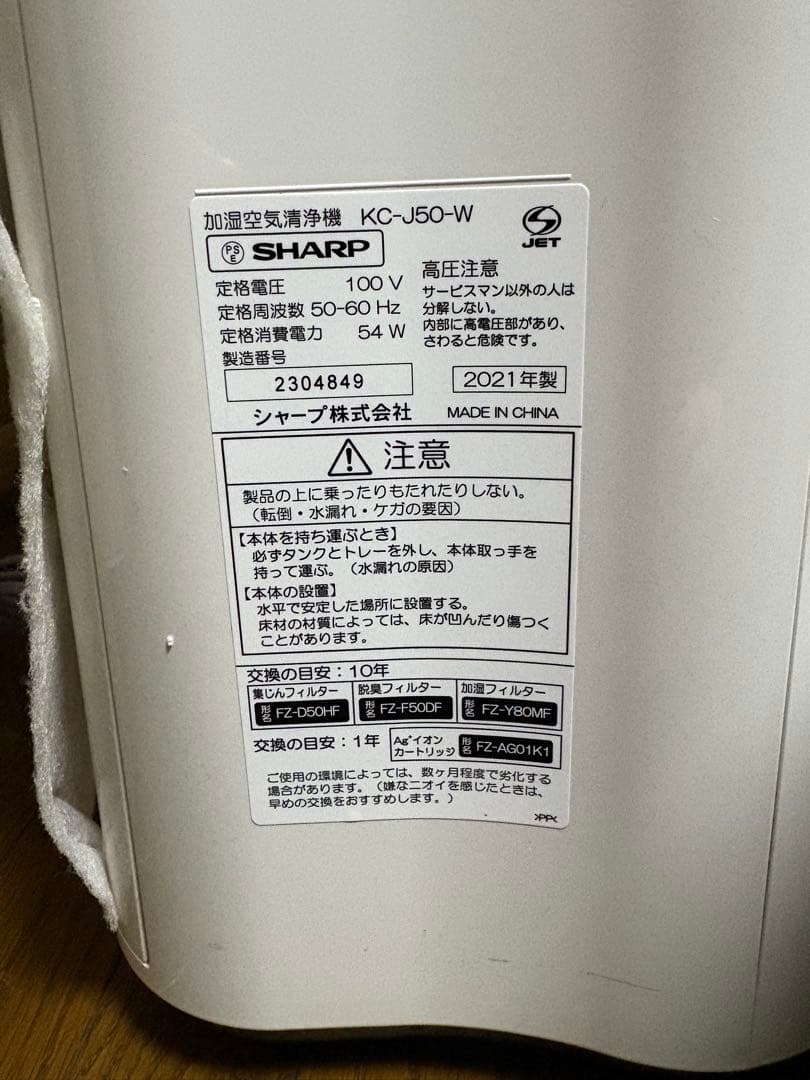 加湿空気清浄機 KC-J50-W
PS
E
SHARP
JET
定格電圧 100 V
定格周波数 50-60 Hz
定格消費電力 54 W
製造番号
2304849
高圧注意
サービスマン以外の人は
分解しない。
内部に高電圧部があり、
さわると危険です。
2021年製
シャープ株式会社 MADE IN CHINA
注意
製品の上に乗ったりもたれたりしない。
(転倒・水漏れ・ケガの要因)
【本体を持ち運ぶとき】
必ずタンクとトレーを外し、本体取っ手を
持って運ぶ。(水漏れの原因)
【本体の設置】
水平で安定した場所に設置する。
床材の材質によっては、床が凹んだり傷つく
ことがあります。
交換の目安:10年
集じんフィルター
形名 FZ-D50HF
脱臭フィルター
形名 FZ-F50DF
加湿フィルター
形名 FZ-Y80MF
交換の目安:1年
Ag⁺イオン
カートリッジ
形名 FZ-AG01K1
ご使用の環境によっては、数ヶ月程度で劣化する
場合があります。(嫌なニオイを感じたときは、
早めの交換をおすすめします。)
>PP<